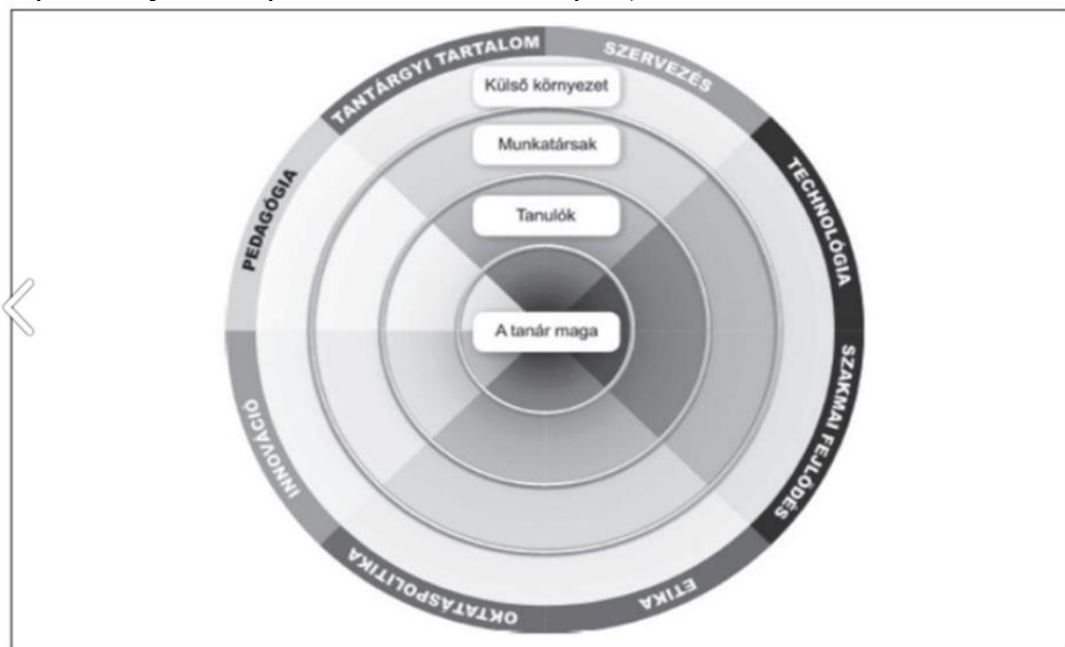 TANTÁRGYI TARTALOM
SZERVEZÉS
TECHNOLÓGIA
SZAKMAI FEJLŐDÉS
ETIKA
OKTATÁSPOLITIKA
INNOVÁCIÓ
PEDAGÓGIA
Külső környezet
Munkatársak
Tanulók
A tanár maga